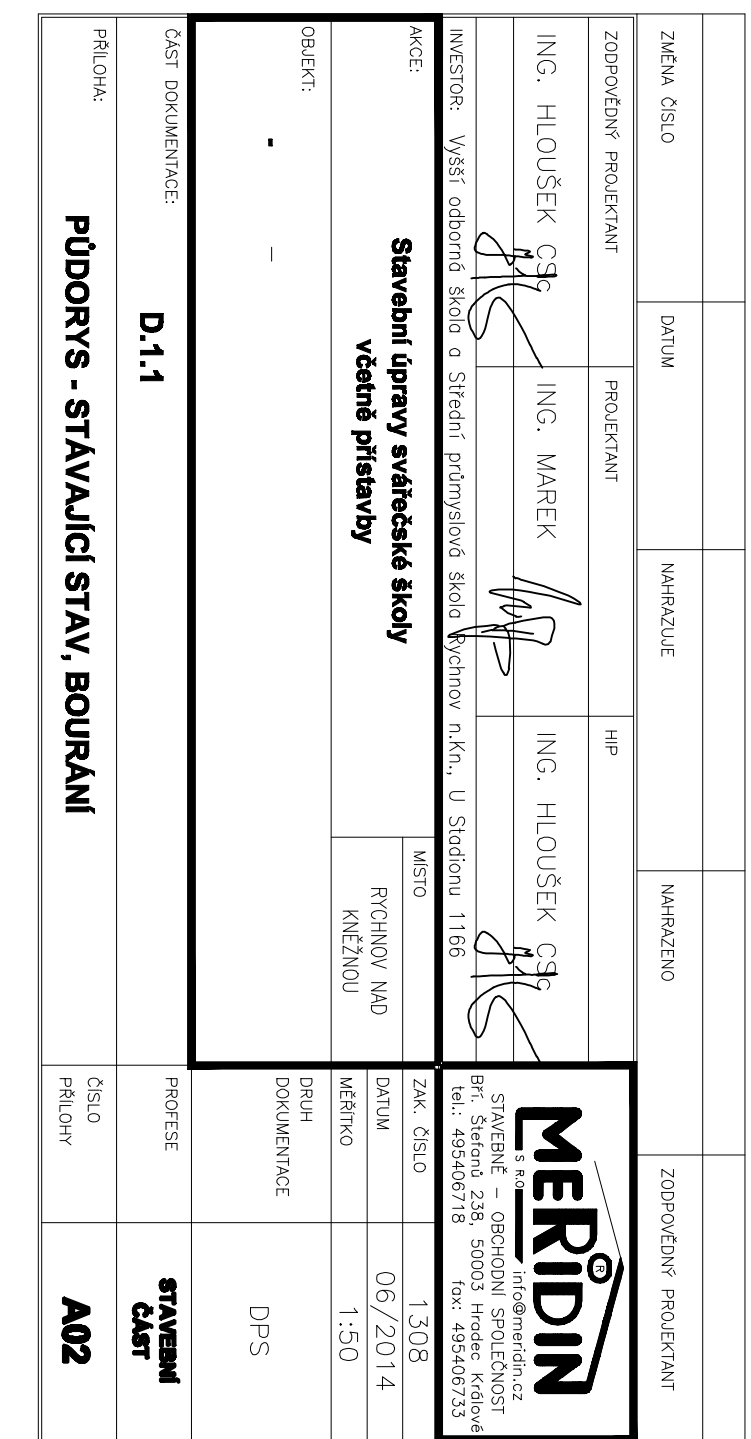 ZMĚNA ČÍSLO DATUM NAHRAZUJE NAHRAZENO ZODPOVĚDNÝ PROJEKTANT
ZODPOVĚDNÝ PROJEKTANT PROJEKTANT HIP
ING. HLOUŠEK CSc ING. MAREK ING. HLOUŠEK CSc
INVESTOR: Vyšší odborná škola a Střední průmyslová škola Rychnov n.Kn., U Stadionu 1166
MERIDIN ®
S R.O. info@meridin.cz
STAVEBNĚ – OBCHODNÍ SPOLEČNOST
Bří. Štefanů 238, 50003 Hradec Králové
tel.: 495406718 fax: 495406733
AKCE:
Stavební úpravy svářečské školy
včetně přístavby
MÍSTO
RYCHNOV NAD
KNĚŽNOU
ZAK. ČÍSLO 1308
DATUM 06/2014
MĚŘÍTKO 1:50
OBJEKT:
- –
DRUH
DOKUMENTACE
DPS
ČÁST DOKUMENTACE:
D.1.1
PROFESE
STAVEBNÍ
ČÁST
PŘÍLOHA:
PŮDORYS - STÁVAJÍCÍ STAV, BOURÁNÍ
ČÍSLO
PŘÍLOHY
A02